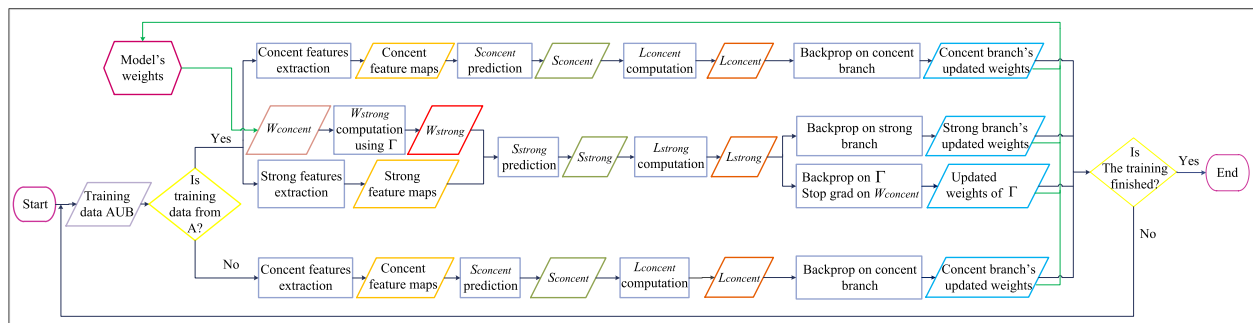 Model's
weights
Concent features
extraction
Concent
feature maps
Sconcent
prediction
Sconcent
Lconcent
computation
Lconcent
Backprop on concent
branch
Concent branch's
updated weights
Yes
Wconcent
Wstrong
computation
using Γ
Wstrong
Strong features
extraction
Strong
feature maps
Sstrong
prediction
Sstrong
Lstrong
computation
Lstrong
Backprop on strong
branch
Strong branch's
updated weights
Backprop on Γ
Stop grad on Wconcent
Updated
weights of Γ
Start
Training
data AUB
Is
training
data from
A?
Is
The training
finished?
Yes
End
No
No
Concent features
extraction
Concent
feature maps
Sconcent
prediction
Sconcent
Lconcent
computation
Lconcent
Backprop on concent
branch
Concent branch's
updated weights